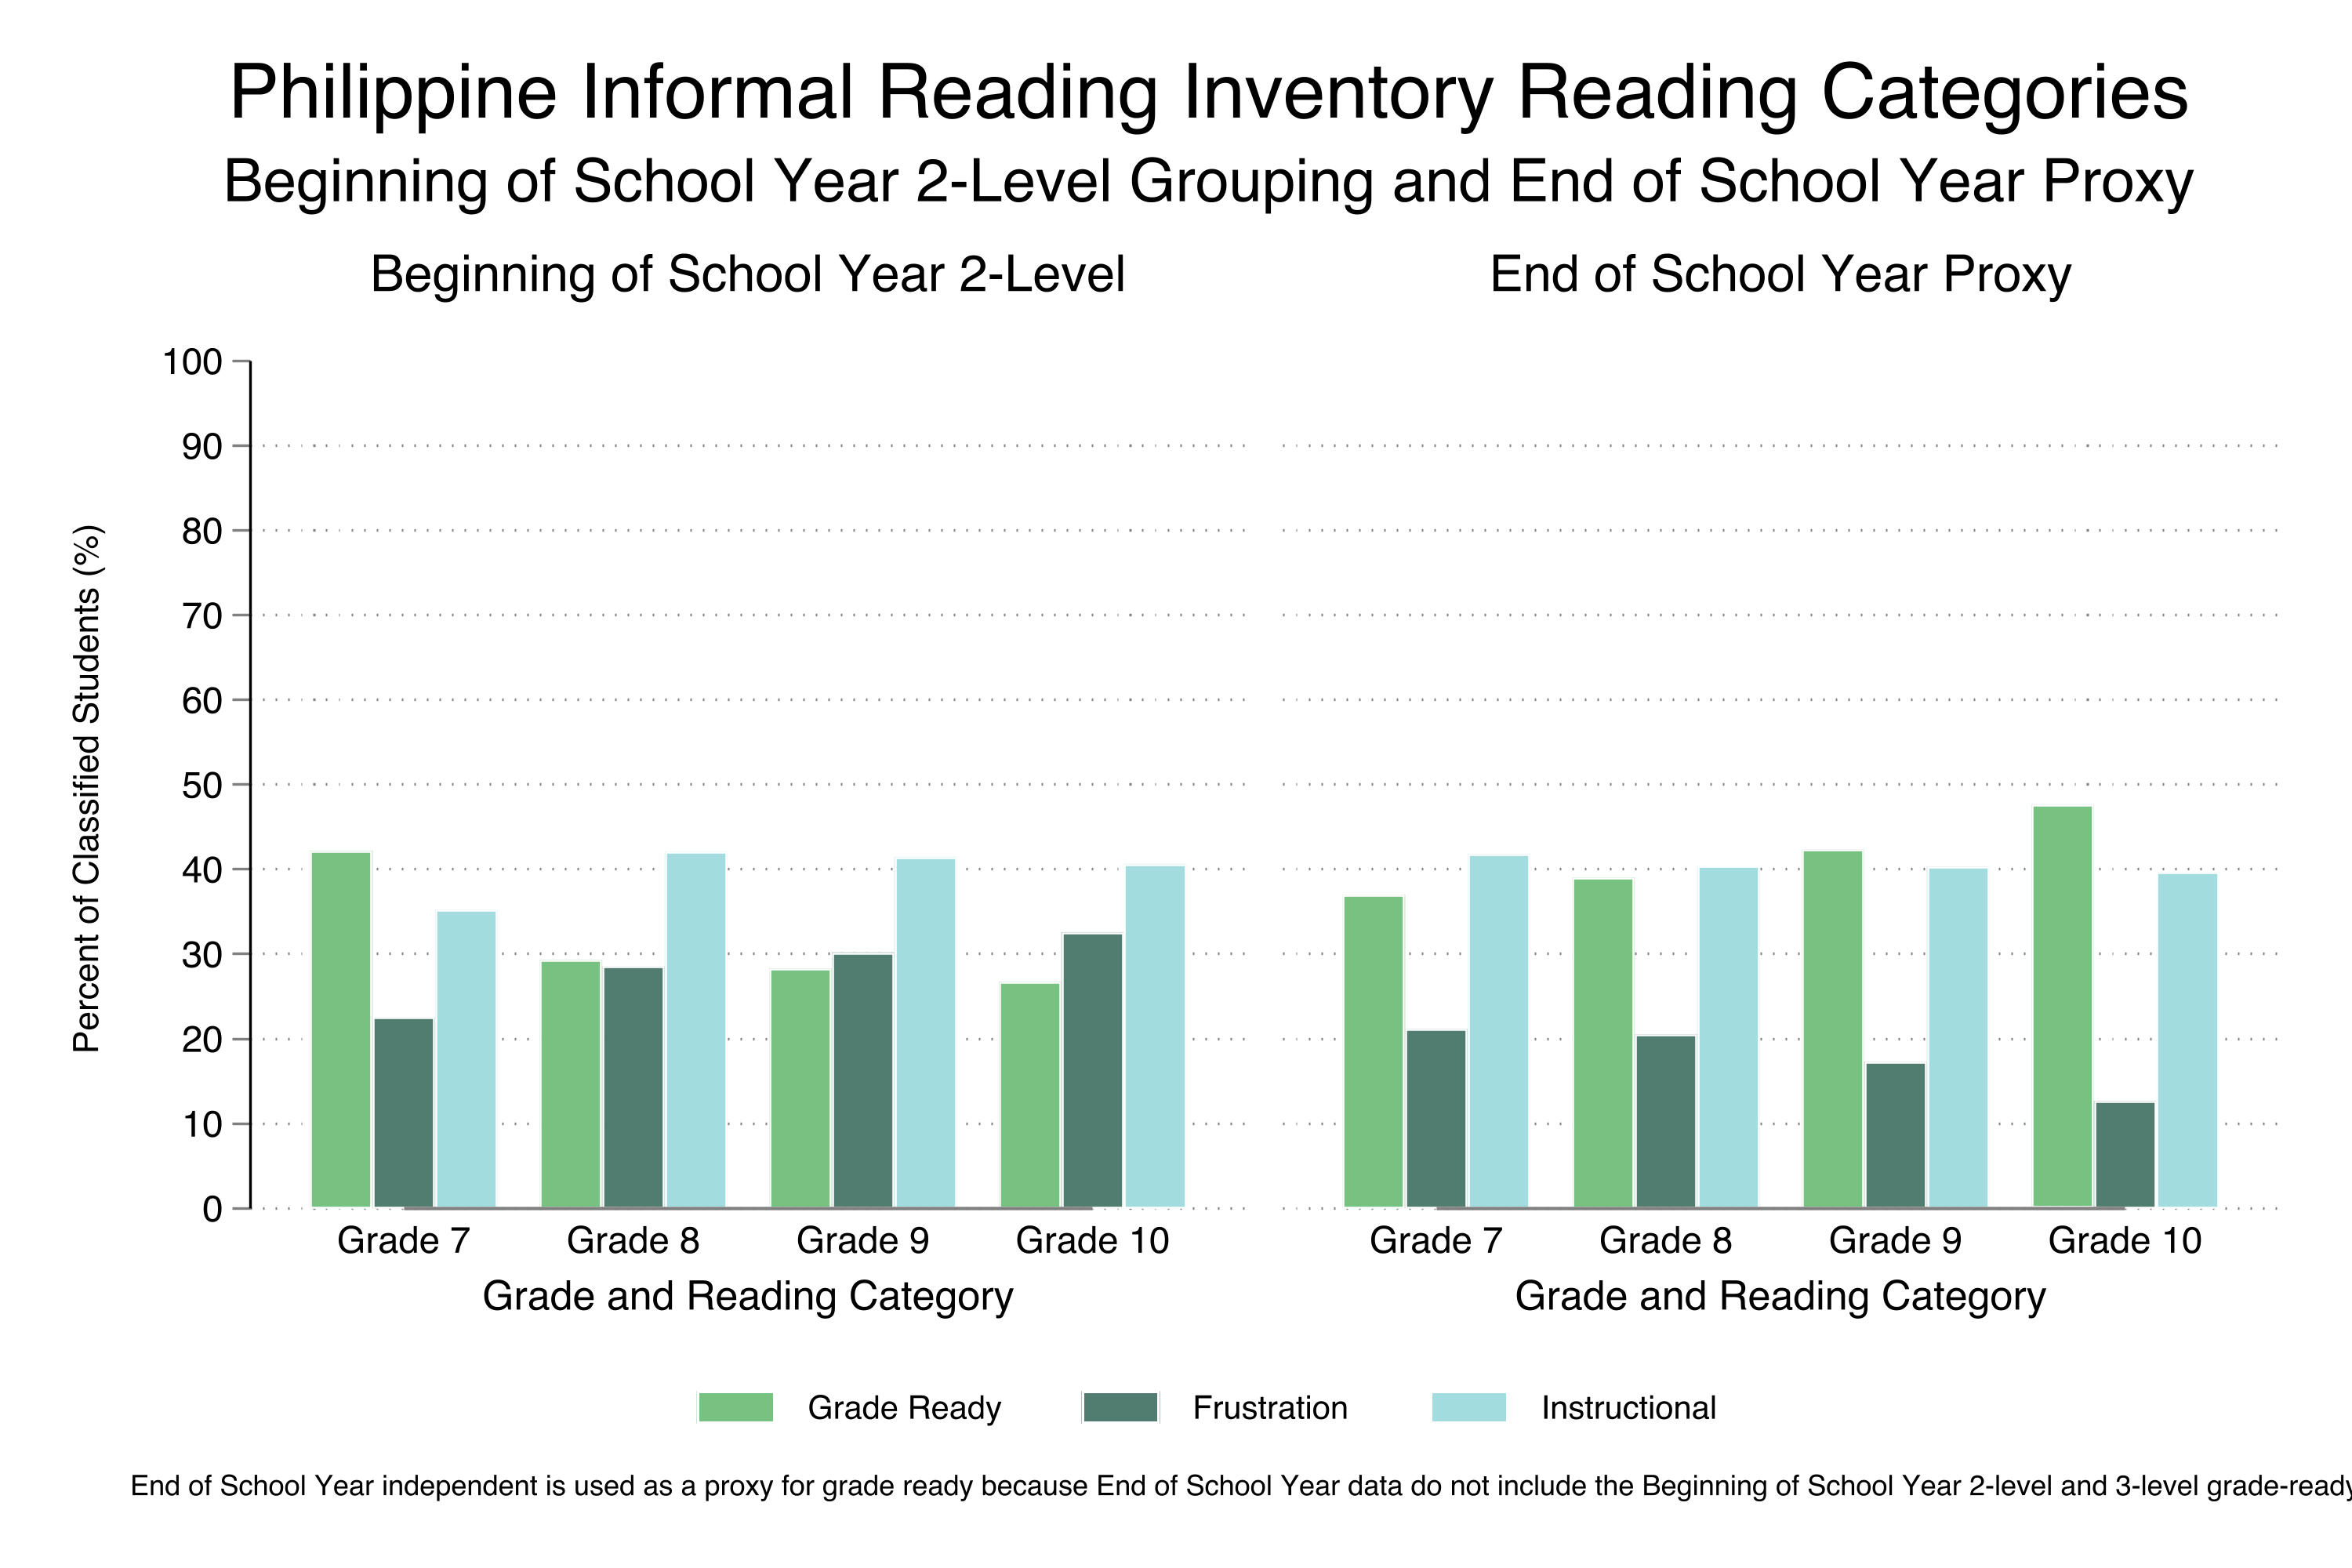 Philippine Informal Reading Inventory Reading Categories
Beginning of School Year 2-Level Grouping and End of School Year Proxy
Beginning of School Year 2-Level
End of School Year Proxy
Percent of Classified Students (%)
100
90
80
70
60
50
40
30
20
10
0
Grade 7 Grade 8 Grade 9 Grade 10
Grade and Reading Category
Grade 7 Grade 8 Grade 9 Grade 10
Grade and Reading Category
Grade Ready Frustration Instructional
End of School Year independent is used as a proxy for grade ready because End of School Year data do not include the Beginning of School Year 2-level and 3-level grade-ready